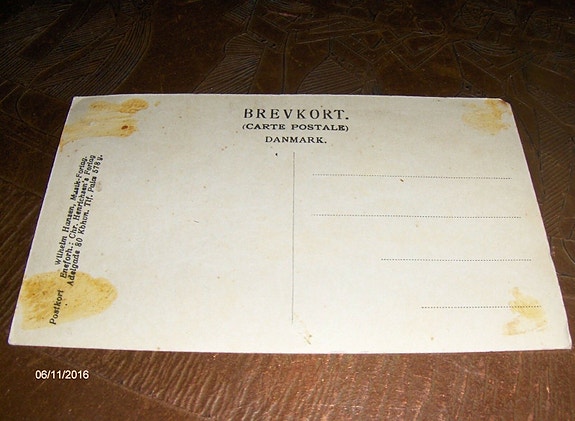 BREVKORT.
(CARTE POSTALE)
DANMARK.
Wilhelm Hansen, Musik-Forlag.
Eneforh.: Chr. Henrichsen's Forlag
Postkort Adelgade 80 Kbhvn. Tlf. Palæ 578 y.
06/11/2016